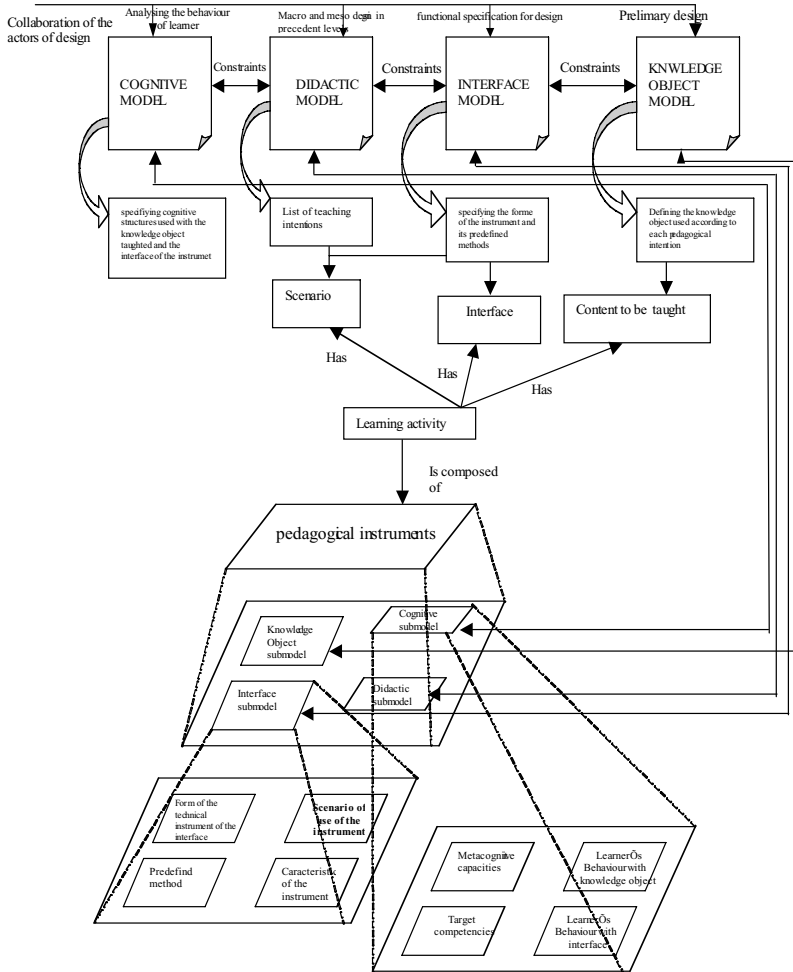 Collaboration of the
actors of design
Analysing the behaviour
of learner
Macro and meso design in
precedent levels
functional specification for design
Prelimary design
COGNITIVE
MODEL
Constraints
DIDACTIC
MODEL
Constraints
INTERFACE
MODEL
Constraints
KNWLEDGE
OBJECT
MODEL
specifiying cognitive
structures used with the
knowledge object
taughted and the
interface of the instrumet
List of teaching
intentions
specifying the forme
of the instrument and
its predefined
methods
Defining the knowledge
object used according to
each pedagogical
intention
Scenario
Interface
Content to be taught
Has
Has
Has
Learning activity
Is composed
of
pedagogical instruments
Knowledge
Object
submodel
Cognitive
submodel
Interface
submodel
Didactic
submodel
Form of the
technical
instrument of the
interface
Scenario of
use of the
instrument
Predefind
method
Caracteristic
of the
instrument
Metacognitive
capacities
LearnerÕs
Behaviour with
knowledge object
Target
competencies
LearnerÕs
Behaviour with
interface